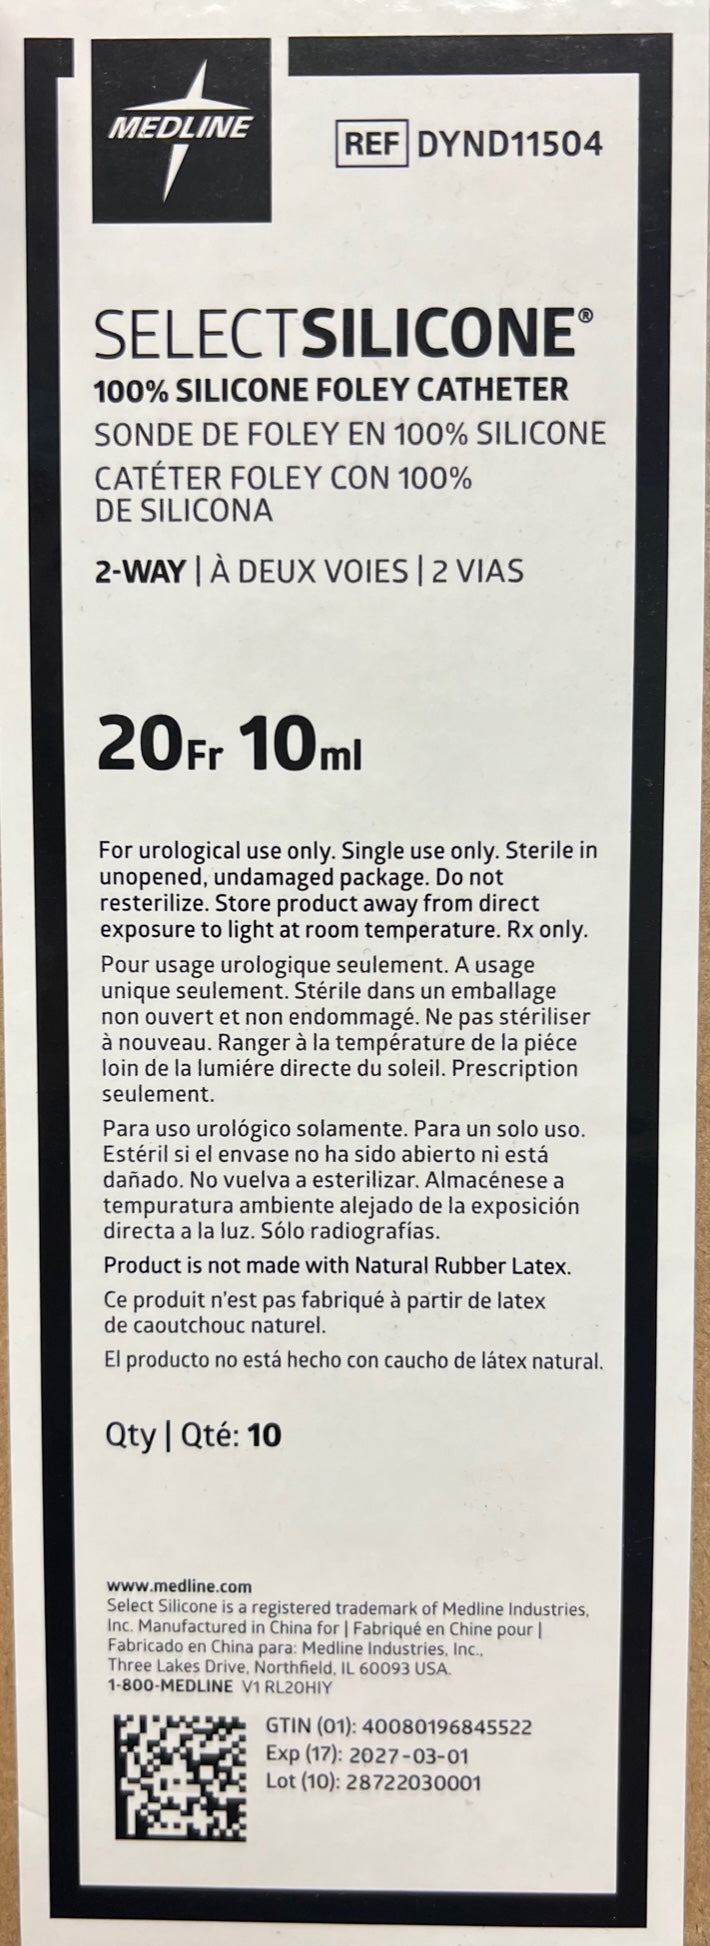 MEDLINE
REF DYND11504
SELECTSILICONE®
100% SILICONE FOLEY CATHETER
SONDE DE FOLEY EN 100% SILICONE
CATÉTER FOLEY CON 100%
DE SILICONA
2-WAY | À DEUX VOIES | 2 VIAS
20Fr 10ml
For urological use only. Single use only. Sterile in
unopened, undamaged package. Do not
resterilize. Store product away from direct
exposure to light at room temperature. Rx only.
Pour usage urologique seulement. A usage
unique seulement. Stérile dans un emballage
non ouvert et non endommagé. Ne pas stériliser
à nouveau. Ranger à la température de la piéce
loin de la lumiére directe du soleil. Prescription
seulement.
Para uso urológico solamente. Para un solo uso.
Estéril si el envase no ha sido abierto ni está
dañado. No vuelva a esterilizar. Almacénese a
tempuratura ambiente alejado de la exposición
directa a la luz. Sólo radiografías.
Product is not made with Natural Rubber Latex.
Ce produit n'est pas fabriqué à partir de latex
de caoutchouc naturel.
El producto no está hecho con caucho de látex natural.
Qty | Qté: 10
www.medline.com
Select Silicone is a registered trademark of Medline Industries,
Inc. Manufactured in China for | Fabriqué en Chine pour |
Fabricado en China para: Medline Industries, Inc.,
Three Lakes Drive, Northfield, IL 60093 USA.
1-800-MEDLINE V1 RL20HIY
GTIN (01): 40080196845522
Exp (17): 2027-03-01
Lot (10): 28722030001